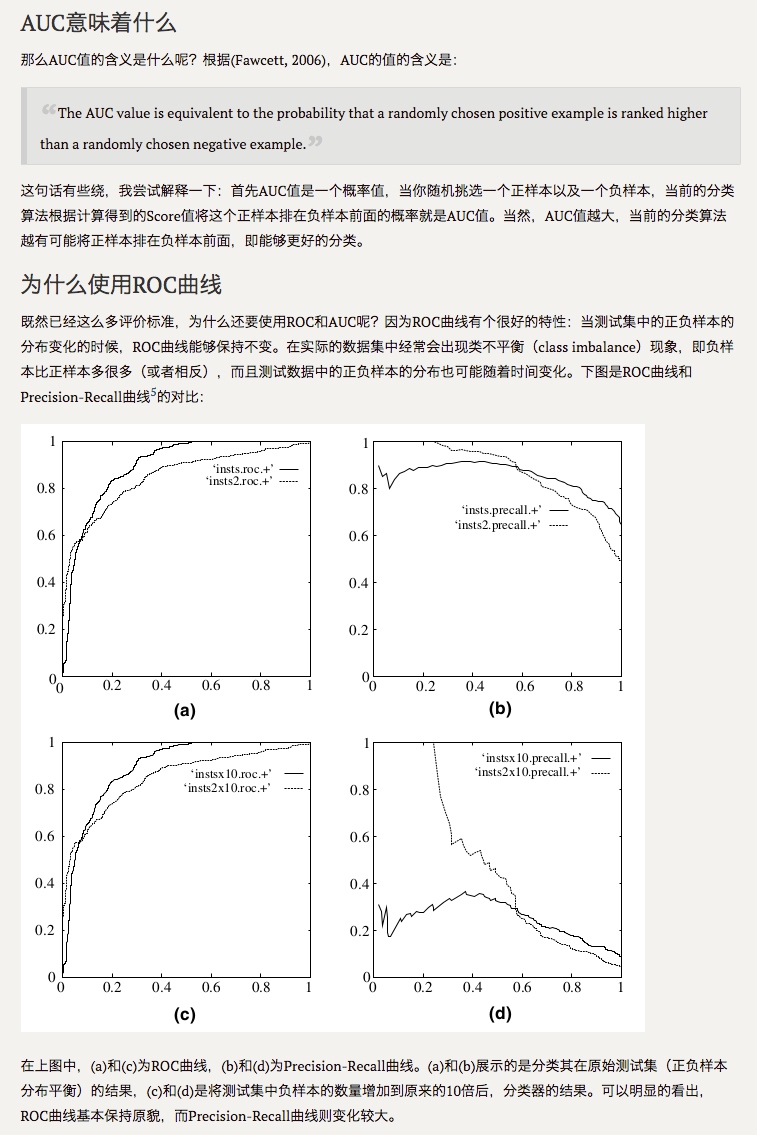 AUC意味着什么
那么AUC值的含义是什么呢？根据(Fawcett, 2006)，AUC的值的含义是：
“The AUC value is equivalent to the probability that a randomly chosen positive example is ranked higher
than a randomly chosen negative example.”
这句话有些绕，我尝试解释一下：首先AUC值是一个概率值，当你随机挑选一个正样本以及一个负样本，当前的分类
算法根据计算得到的Score值将这个正样本排在负样本前面的概率就是AUC值。当然，AUC值越大，当前的分类算法
越有可能将正样本排在负样本前面，即能够更好的分类。
为什么使用ROC曲线
既然已经这么多评价标准，为什么还要使用ROC和AUC呢？因为ROC曲线有个很好的特性：当测试集中的正负样本的
分布变化的时候，ROC曲线能够保持不变。在实际的数据集中经常会出现类不平衡（class imbalance）现象，即负样
本比正样本多很多（或者相反），而且测试数据中的正负样本的分布也可能随着时间变化。下图是ROC曲线和
Precision-Recall曲线5的对比：
1
0.8
0.6
0.4
0.2
0
0 0.2 0.4 0.6 0.8 1
'insts.roc.+'
'insts2.roc.+'
(a)
1
0.8
0.6
0.4
0.2
0
0 0.2 0.4 0.6 0.8 1
'insts.precall.+'
'insts2.precall.+'
(b)
1
0.8
0.6
0.4
0.2
0
0 0.2 0.4 0.6 0.8 1
'instsx10.roc.+'
'insts2x10.roc.+'
(c)
1
0.8
0.6
0.4
0.2
0
0 0.2 0.4 0.6 0.8 1
'instsx10.precall.+'
'insts2x10.precall.+'
(d)
在上图中，(a)和(c)为ROC曲线，(b)和(d)为Precision-Recall曲线。(a)和(b)展示的是分类其在原始测试集（正负样本
分布平衡）的结果，(c)和(d)是将测试集中负样本的数量增加到原来的10倍后，分类器的结果。可以明显的看出，
ROC曲线基本保持原貌，而Precision-Recall曲线则变化较大。